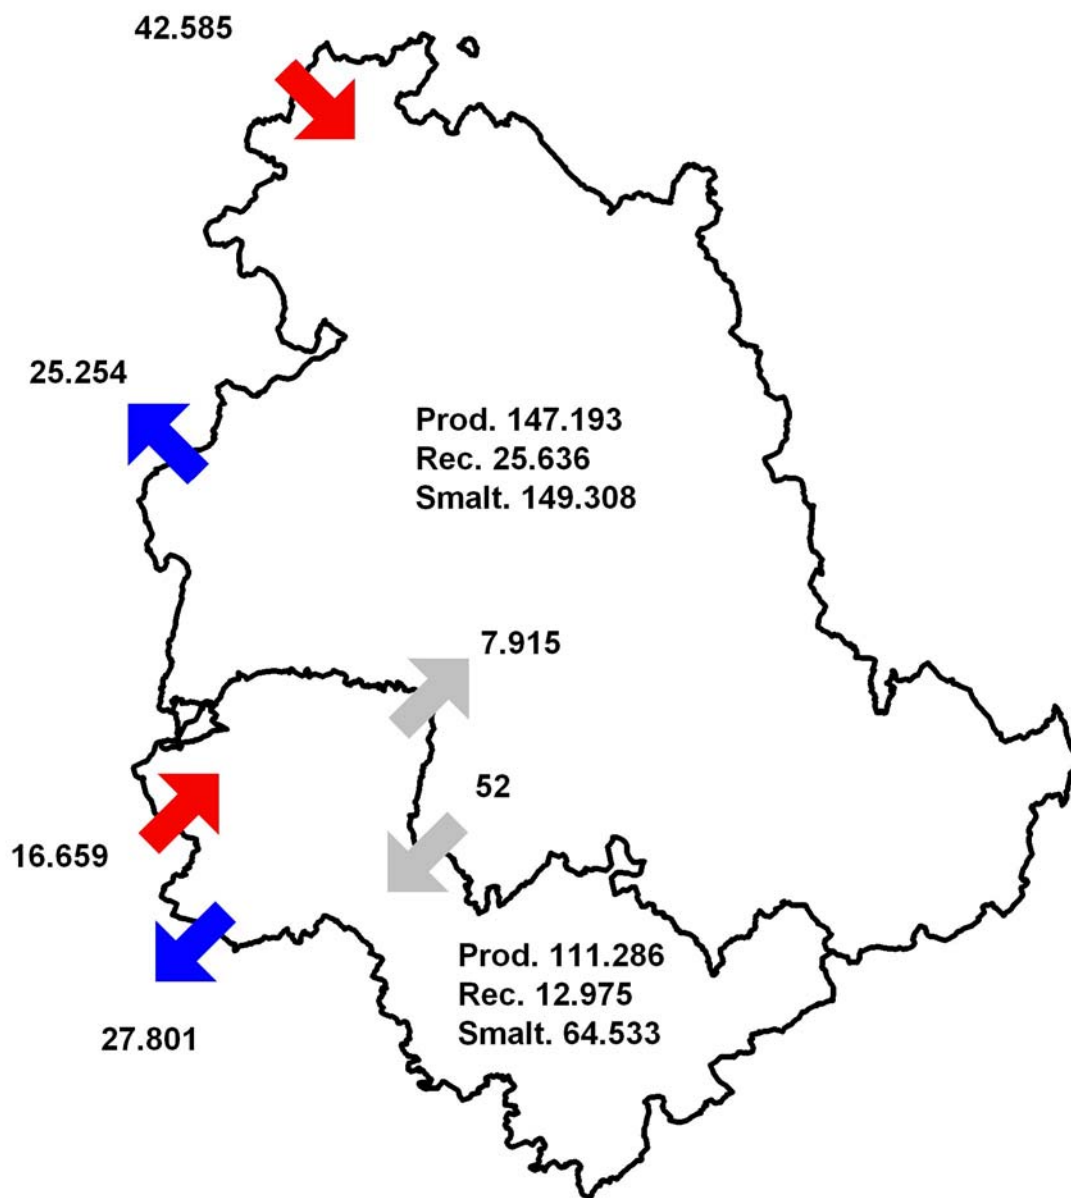 42.585
25.254
Prod. 147.193
Rec. 25.636
Smalt. 149.308
7.915
52
16.659
Prod. 111.286
Rec. 12.975
Smalt. 64.533
27.801